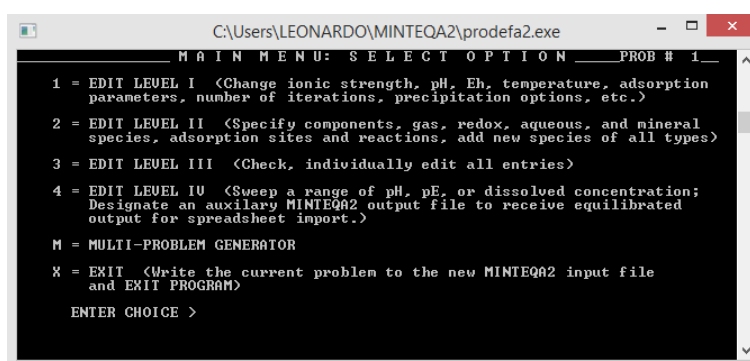 C:\Users\LEONARDO\MINTEQA2\prodefa2.exe
M A I N M E N U: S E L E C T O P T I O N _____PROB # 1__
1 = EDIT LEVEL I (Change ionic strength, pH, Eh, temperature, adsorption
parameters, number of iterations, precipitation options, etc.)
2 = EDIT LEVEL II (Specify components, gas, redox, aqueous, and mineral
species, adsorption sites and reactions, add new species of all types)
3 = EDIT LEVEL III (Check, individually edit all entries)
4 = EDIT LEVEL IV (Sweep a range of pH, pE, or dissolved concentration;
Designate an auxilary MINTEQA2 output file to receive equilibrated
output for spreadsheet import.)
M = MULTI-PROBLEM GENERATOR
X = EXIT (Write the current problem to the new MINTEQA2 input file
and EXIT PROGRAM)
ENTER CHOICE >